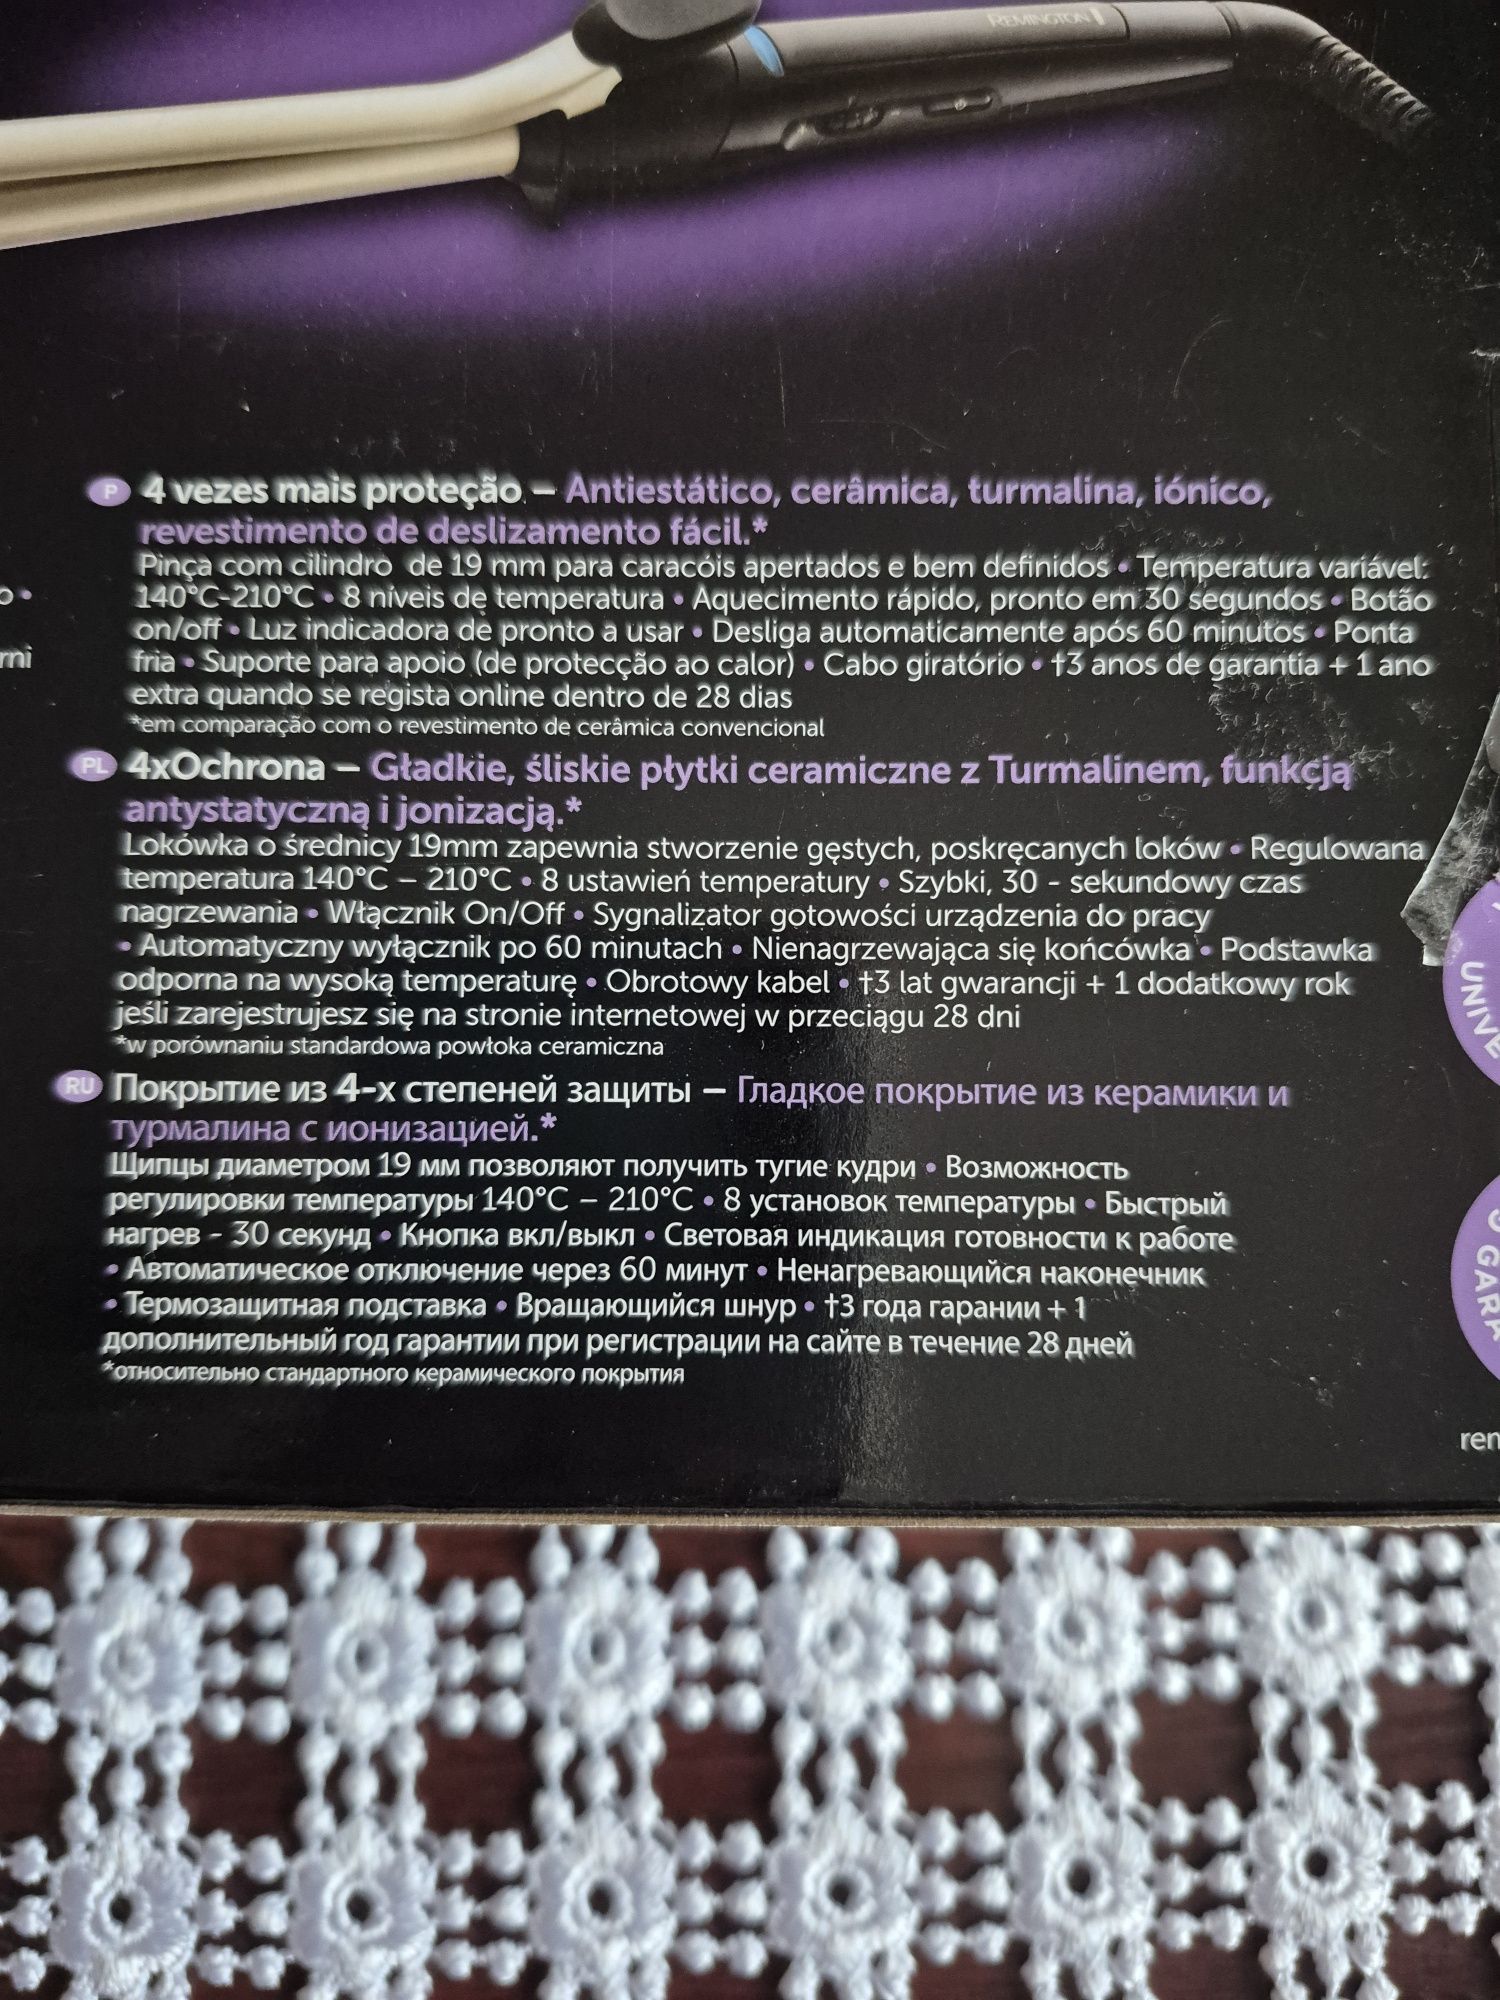 REMINGTON
P 4 vezes mais proteção – Antiestático, cerâmica, turmalina, iónico,
revestimento de deslizamento fácil.*
Pinça com cilindro de 19 mm para caracóis apertados e bem definidos • Temperatura variável:
140°C-210°C • 8 níveis de temperatura • Aquecimento rápido, pronto em 30 segundos • Botão
on/off • Luz indicadora de pronto a usar • Desliga automaticamente após 60 minutos • Ponta
fria • Suporte para apoio (de protecção ao calor) • Cabo giratório • †3 anos de garantia + 1 ano
extra quando se regista online dentro de 28 dias
*em comparação com o revestimento de cerâmica convencional
PL 4xOchrona – Gładkie, śliskie płytki ceramiczne z Turmalinem, funkcją
antystatyczną i jonizacją.*
Lokówka o średnicy 19mm zapewnia stworzenie gęstych, poskręcanych loków • Regulowana
temperatura 140°C – 210°C • 8 ustawień temperatury • Szybki, 30 - sekundowy czas
nagrzewania • Włącznik On/Off • Sygnalizator gotowości urządzenia do pracy
• Automatyczny wyłącznik po 60 minutach • Nienagrzewająca się końcówka • Podstawka
odporna na wysoką temperaturę • Obrotowy kabel • †3 lat gwarancji + 1 dodatkowy rok
jeśli zarejestrujesz się na stronie internetowej w przeciągu 28 dni
*w porównaniu standardowa powłoka ceramiczna
RU Покрытие из 4-х степеней защиты – Гладкое покрытие из керамики и
турмалина с ионизацией.*
Щипцы диаметром 19 мм позволяют получить тугие кудри • Возможность
регулировки температуры 140°C – 210°C • 8 установок температуры • Быстрый
нагрев - 30 секунд • Кнопка вкл/выкл • Световая индикация готовности к работе
• Автоматическое отключение через 60 минут • Ненагревающийся наконечник
• Термозащитная подставка • Вращающийся шнур • †3 года гарании + 1
дополнительный год гарантии при регистрации на сайте в течение 28 дней
*относительно стандартного керамического покрытия